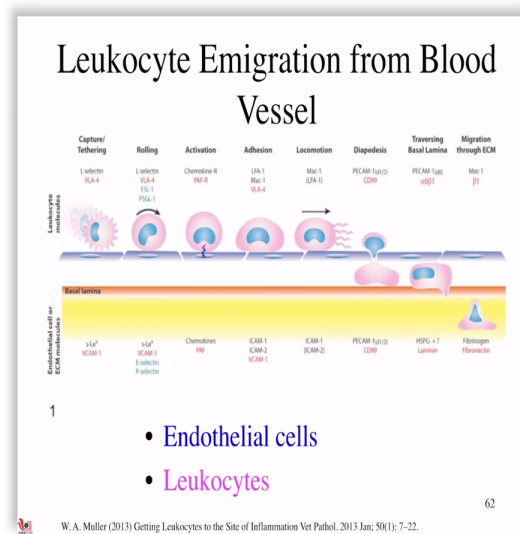 Leukocyte Emigration from Blood
Vessel
Capture/
Tethering
Rolling
Activation
Adhesion
Locomotion
Diapedesis
Traversing
Basal Lamina
Migration
through ECM
Leukocyte
molecules
L-selectin
VLA-4
L-selectin
VLA-4
ESL-1
PSGL-1
Chemokine-R
PAF-R
LFA-1
Mac-1
VLA-4
Mac-1
(LFA-1)
PECAM-1
CD99
PECAM-1
α6β1
Mac-1
β1
Basal lamina
Endothelial cell or
ECM molecules
s-Leˣ
VCAM-1
s-Leˣ
VCAM-1
E-selectin
P-selectin
Chemokines
PAF
ICAM-1
ICAM-2
VCAM-1
ICAM-1
(ICAM-2)
PECAM-1
CD99
HSPG + ?
Laminin
Fibrinogen
Fibronectin
1
• Endothelial cells
• Leukocytes
62
W. A. Muller (2013) Getting Leukocytes to the Site of Inflammation Vet Pathol. 2013 Jan; 50(1): 7–22.